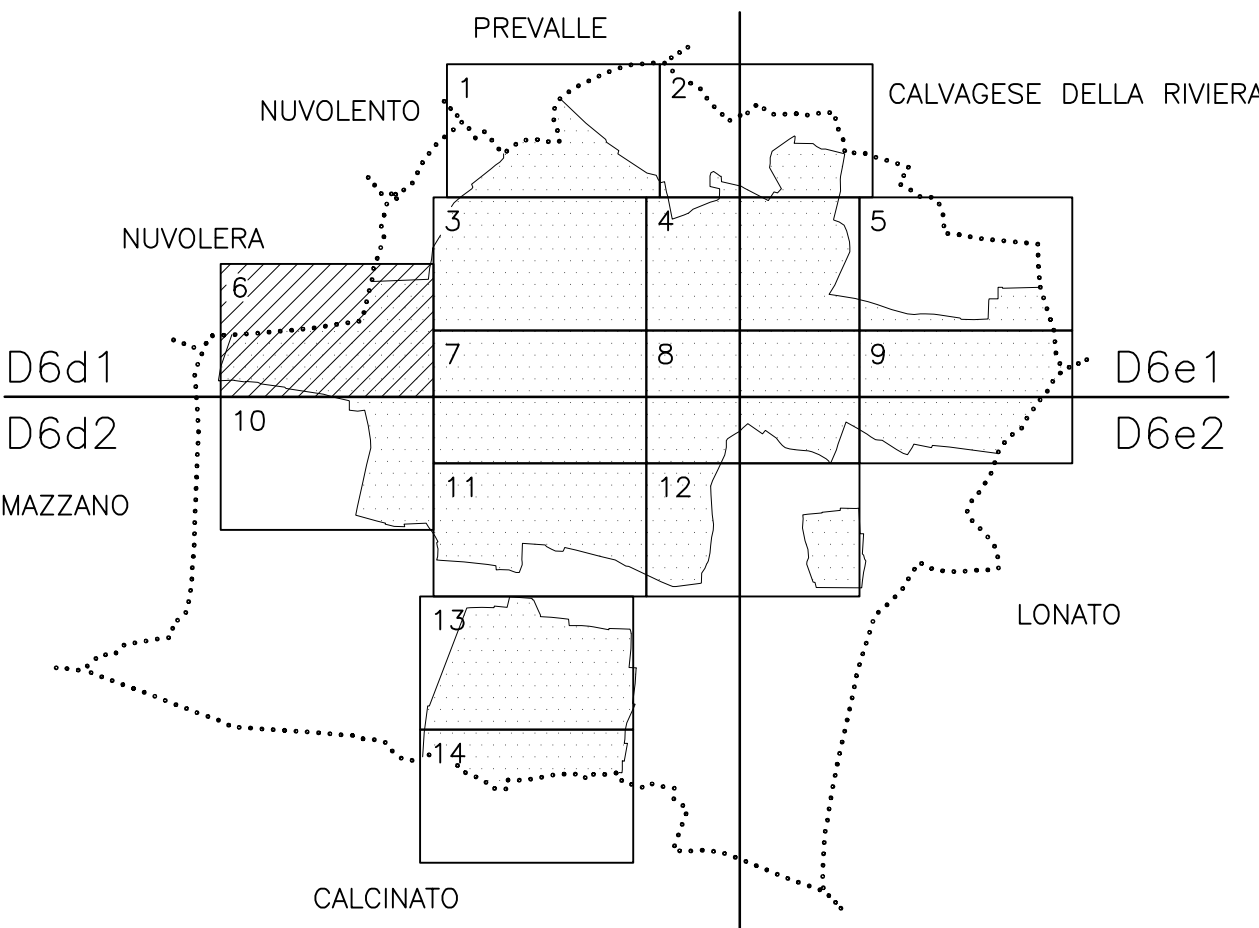 PREVALLE
1
2
CALVAGESE DELLA RIVIERA
NUVOLENTO
3
4
5
NUVOLERA
6
7
8
9
D6d1
D6e1
10
D6d2
D6e2
MAZZANO
11
12
LONATO
13
14
CALCINATO